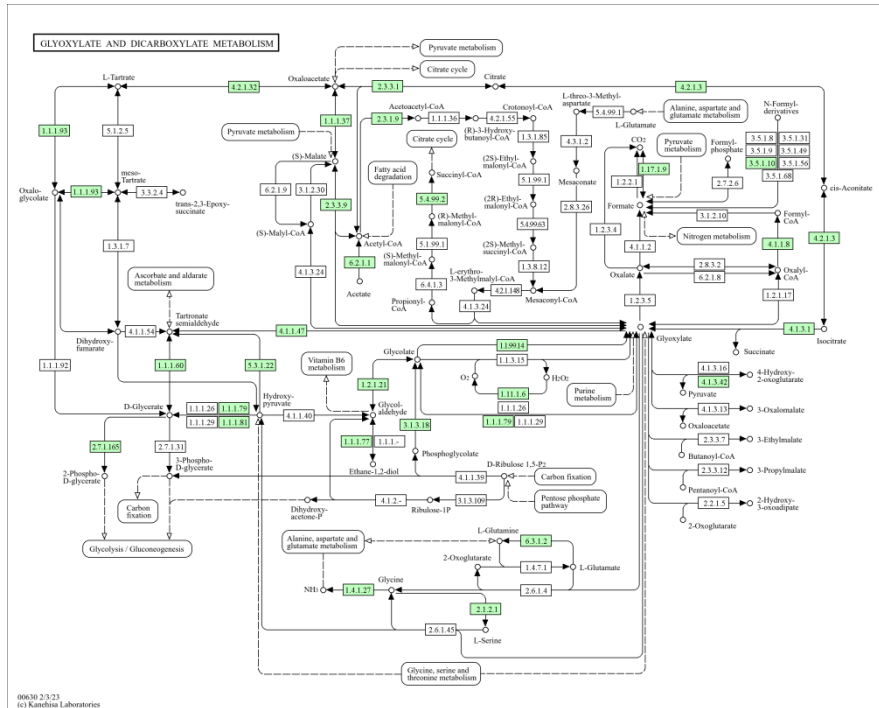 GLYOXYLATE AND DICARBOXYLATE METABOLISM
Pyruvate metabolism
Citrate cycle
L-Tartrate
4.2.1.32
Oxaloacetate
2.3.3.1
Citrate
4.2.1.3
1.1.1.93
5.1.2.5
1.1.1.37
Acetoacetyl-CoA
2.3.1.9
1.1.1.36
Crotonoyl-CoA
4.2.1.55
L-threo-3-Methyl-
aspartate
5.4.99.1
Alanine, aspartate and
glutamate metabolism
L-Glutamate
N-Formyl-
derivatives
Pyruvate metabolism
Citrate cycle
(R)-3-Hydroxy-
butanoyl-CoA
1.3.1.85
4.3.1.2
CO2
Pyruvate
metabolism
Formyl-
phosphate
3.5.1.8
3.5.1.31
3.5.1.9
3.5.1.49
3.5.1.10
3.5.1.56
3.5.1.68
(S)-Malate
Fatty acid
degradation
Succinyl-CoA
(2S)-Ethyl-
malonyl-CoA
Mesaconate
1.17.1.9
1.2.2.1
2.7.2.6
meso-
Tartrate
Oxalo-
glycolate
1.1.1.93
3.3.2.4
trans-2,3-Epoxy-
succinate
6.2.1.9
3.1.2.30
2.3.3.9
5.4.99.2
5.1.99.1
2.8.3.26
Formate
3.1.2.10
Formyl-
CoA
cis-Aconitate
(R)-Methyl-
malonyl-CoA
(2R)-Ethyl-
malonyl-CoA
5.4.99.63
1.2.3.4
Nitrogen metabolism
(S)-Malyl-CoA
Acetyl-CoA
5.1.99.1
(2S)-Methyl-
succinyl-CoA
4.1.1.2
4.1.1.8
4.2.1.3
1.3.1.7
6.2.1.1
(S)-Methyl-
malonyl-CoA
1.3.8.12
Oxalate
2.8.3.2
6.2.1.8
Oxalyl-
CoA
Ascorbate and aldarate
metabolism
4.1.3.24
Acetate
6.4.1.3
L-erythro-
3-Methylmalyl-CoA
4.2.1.148
Mesaconyl-CoA
Propionyl-
CoA
4.1.3.24
1.2.3.5
1.2.1.17
Tartronate
semialdehyde
Dihydroxy-
fumarate
4.1.1.54
4.1.1.47
Glyoxylate
4.1.3.1
Isocitrate
Succinate
1.1.1.92
1.1.1.60
5.3.1.22
Vitamin B6
metabolism
Glycolate
1.1.99.14
1.1.3.15
O2
H2O2
1.2.1.21
1.11.1.6
Purine
metabolism
4.1.3.16
4.1.3.42
4-Hydroxy-
2-oxoglutarate
Pyruvate
D-Glycerate
1.1.1.26
1.1.1.79
1.1.1.29
1.1.1.81
Hydroxy-
pyruvate
4.1.1.40
Glycol-
aldehyde
3.1.3.18
1.1.1.26
1.1.1.79
1.1.1.29
4.1.3.13
3-Oxalomalate
Oxaloacetate
2.7.1.165
2.7.1.31
1.1.1.77
1.1.1.-
Phosphoglycolate
2.3.3.7
3-Ethylmalate
Butanoyl-CoA
2-Phospho-
D-glycerate
3-Phospho-
D-glycerate
Ethane-1,2-diol
D-Ribulose 1,5-P2
4.1.1.39
Carbon fixation
2.3.3.12
3-Propylmalate
Pentanoyl-CoA
Carbon
fixation
Dihydroxy-
acetone-P
4.1.2.-
Ribulose-1P
3.1.3.109
Pentose phosphate
pathway
2.2.1.5
2-Hydroxy-
3-oxoadipate
2-Oxoglutarate
Glycolysis / Gluconeogenesis
Alanine, aspartate and
glutamate metabolism
L-Glutamine
6.3.1.2
2-Oxoglutarate
1.4.7.1
L-Glutamate
NH3
1.4.1.27
Glycine
2.6.1.4
2.1.2.1
2.6.1.45
L-Serine
Glycine, serine and
threonine metabolism
00630 2/3/23
(c) Kanehisa Laboratories